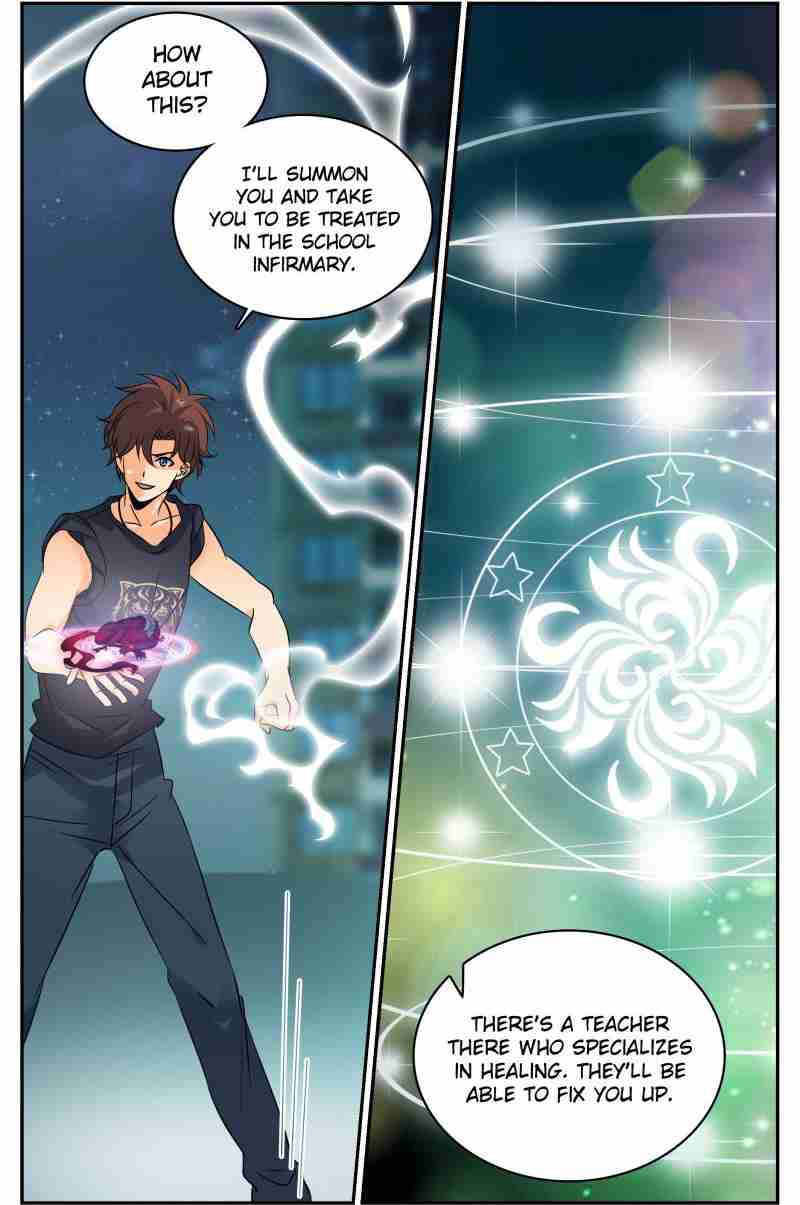 HOW
ABOUT
THIS?
I'LL SUMMON
YOU AND TAKE
YOU TO BE TREATED
IN THE SCHOOL
INFIRMARY.
THERE'S A TEACHER
THERE WHO SPECIALIZES
IN HEALING. THEY'LL BE
ABLE TO FIX YOU UP.